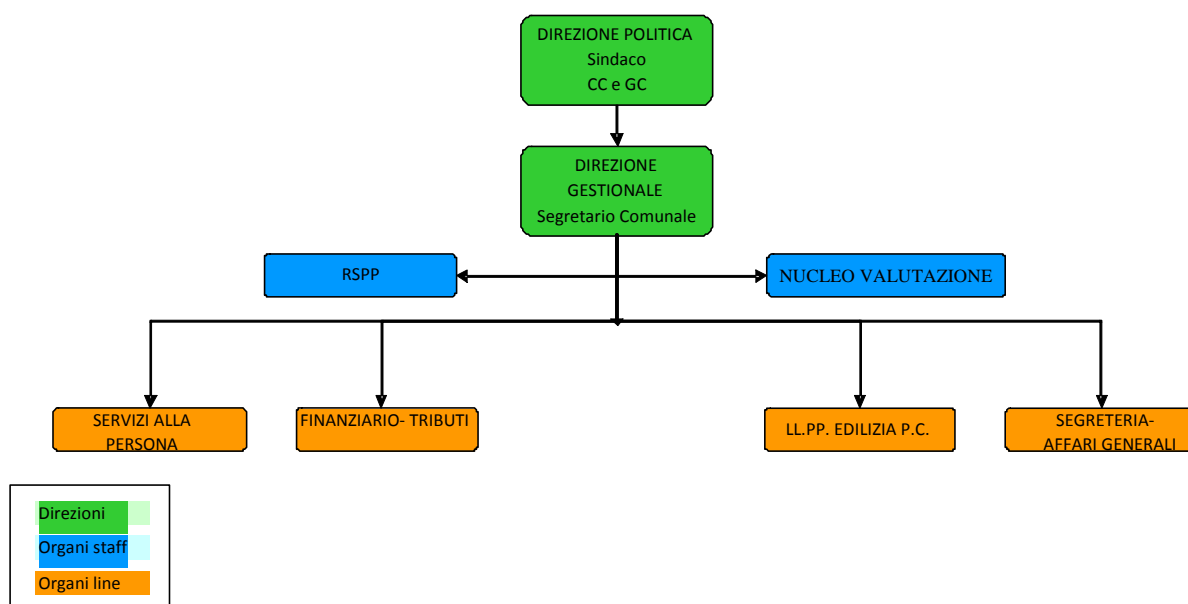 DIREZIONE POLITICA
Sindaco
CC e GC
DIREZIONE
GESTIONALE
Segretario Comunale
RSPP
NUCLEO VALUTAZIONE
SERVIZI ALLA
PERSONA
FINANZIARIO- TRIBUTI
LL.PP. EDILIZIA P.C.
SEGRETERIA-
AFFARI GENERALI
Direzioni
Organi staff
Organi line